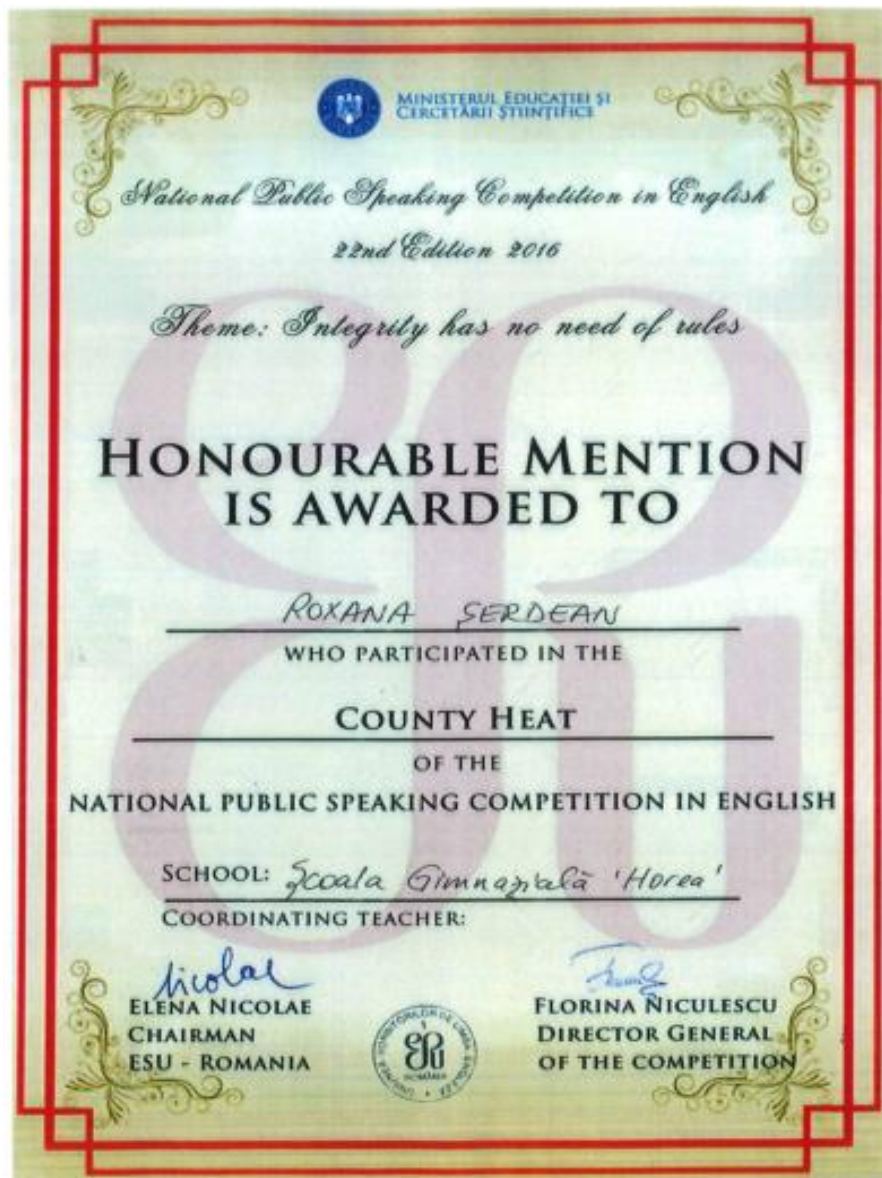 MINISTERUL EDUCAȚIEI ȘI
CERCETĂRII ȘTIINȚIFICE
National Public Speaking Competition in English
22nd Edition 2016
Theme: Integrity has no need of rules
HONOURABLE MENTION
IS AWARDED TO
ROXANA ȘERDEAN
WHO PARTICIPATED IN THE
COUNTY HEAT
OF THE
NATIONAL PUBLIC SPEAKING COMPETITION IN ENGLISH
SCHOOL: Școala Gimnazială 'Horea'
COORDINATING TEACHER:
Nicolae
ELENA NICOLAE
CHAIRMAN
ESU - ROMANIA
ESU
ROMÂNIA
FLORINA NICULESCU
DIRECTOR GENERAL
OF THE COMPETITION